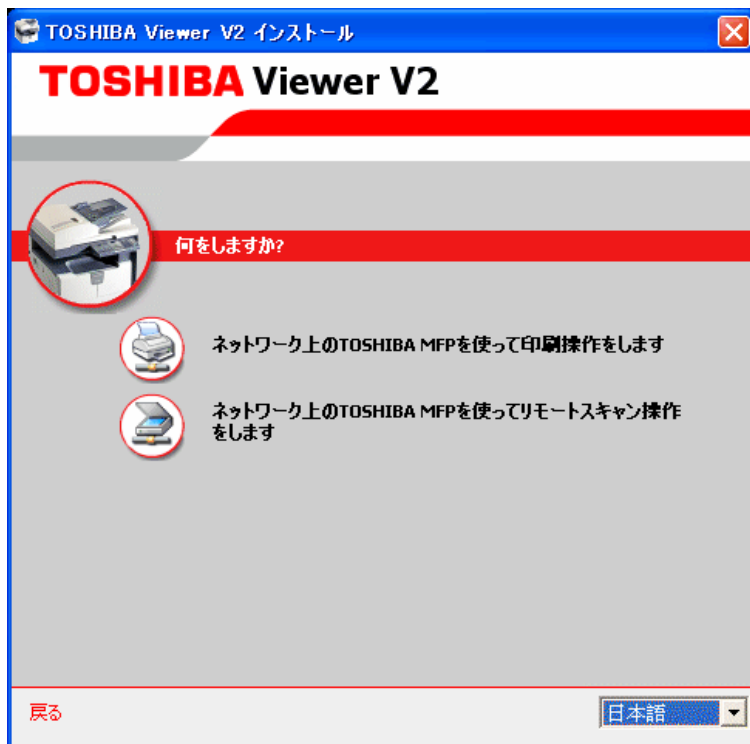 TOSHIBA Viewer V2 インストール
TOSHIBA Viewer V2
何をしますか?
ネットワーク上のTOSHIBA MFPを使って印刷操作をします
ネットワーク上のTOSHIBA MFPを使ってリモートスキャン操作
をします
戻る
日本語